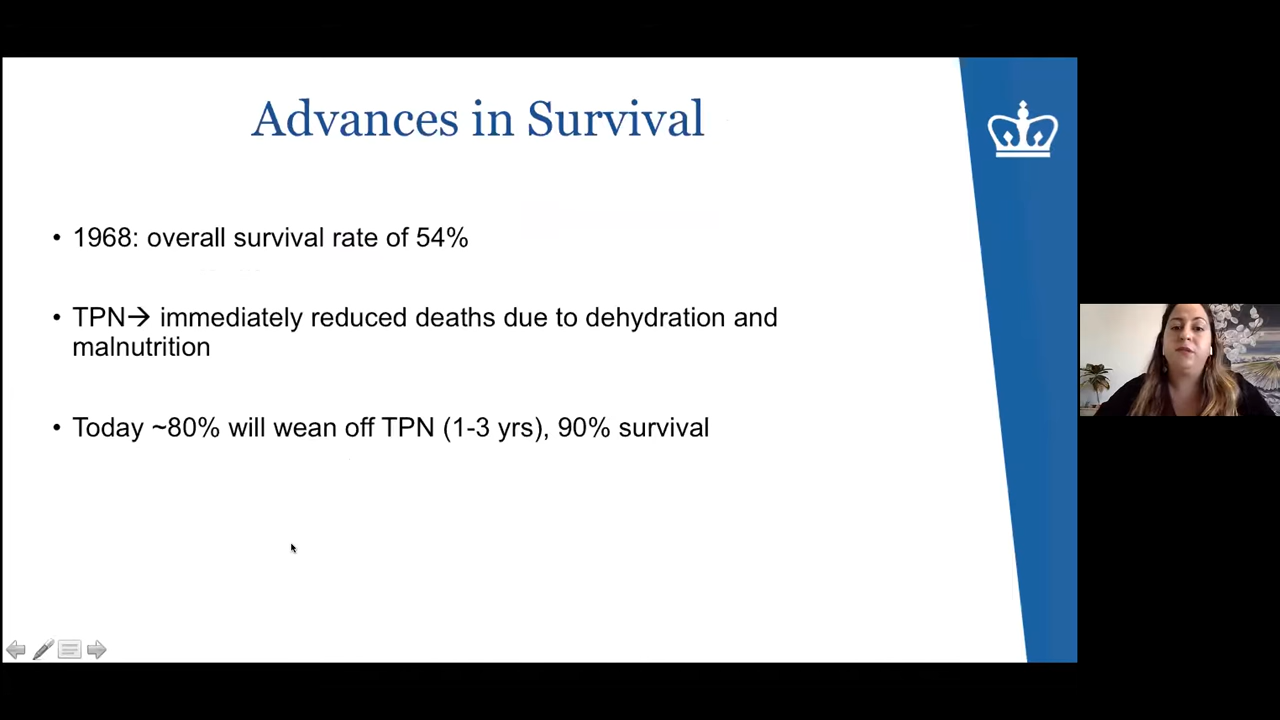 Advances in Survival
• 1968: overall survival rate of 54%
• TPN→ immediately reduced deaths due to dehydration and
malnutrition
• Today ~80% will wean off TPN (1-3 yrs), 90% survival